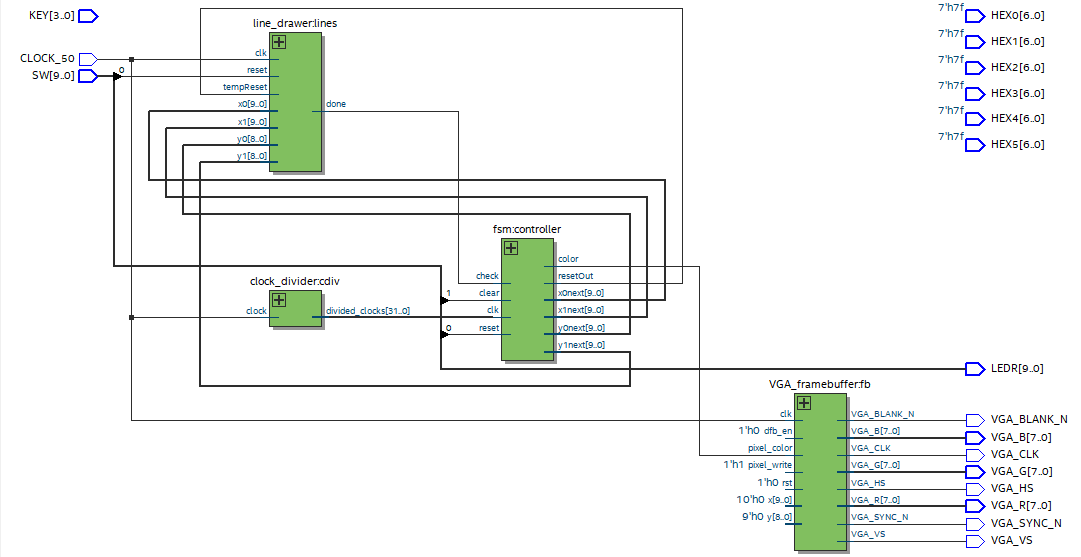 KEY[3..0]
CLOCK_50
SW[9..0]
0
line_drawer:lines
clk
reset
tempReset
x0[9..0]
x1[9..0]
y0[8..0]
y1[8..0]
done
7'h7f HEX0[6..0]
7'h7f HEX1[6..0]
7'h7f HEX2[6..0]
7'h7f HEX3[6..0]
7'h7f HEX4[6..0]
7'h7f HEX5[6..0]
fsm:controller
check
1 clear
clk
0 reset
color
resetOut
x0next[9..0]
x1next[9..0]
y0next[9..0]
y1next[9..0]
clock_divider:cdiv
clock
divided_clocks[31..0]
LEDR[9..0]
VGA_framebuffer:fb
clk
1'h0 dfb_en
pixel_color
1'h1 pixel_write
1'h0 rst
10'h0 x[9..0]
9'h0 y[8..0]
VGA_BLANK_N
VGA_B[7..0]
VGA_CLK
VGA_G[7..0]
VGA_HS
VGA_R[7..0]
VGA_SYNC_N
VGA_VS
VGA_BLANK_N
VGA_B[7..0]
VGA_CLK
VGA_G[7..0]
VGA_HS
VGA_R[7..0]
VGA_SYNC_N
VGA_VS